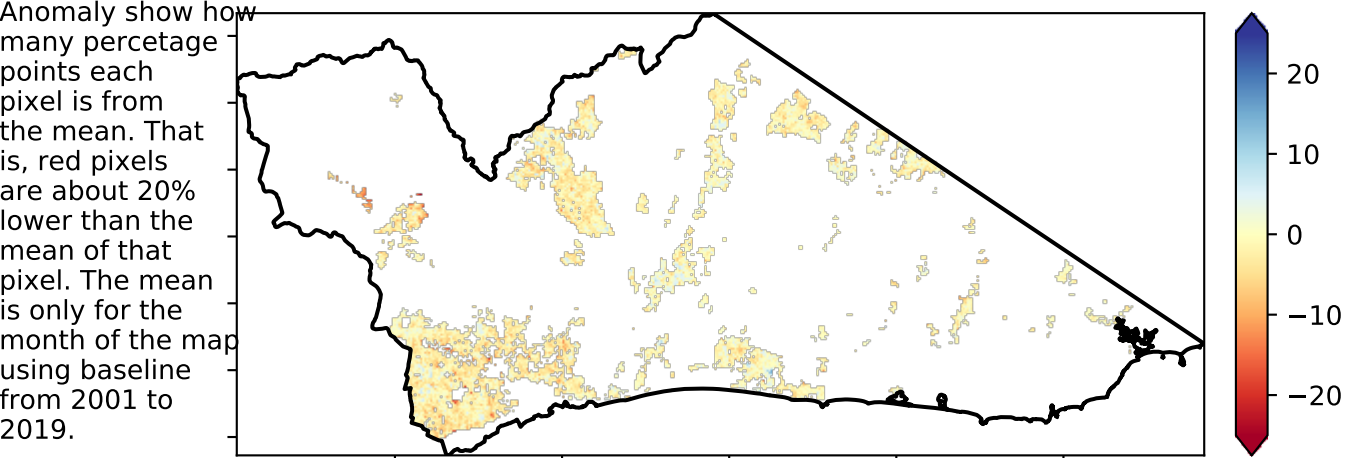 Anomaly show how
many percetage
points each
pixel is from
the mean. That
is, red pixels
are about 20%
lower than the
mean of that
pixel. The mean
is only for the
month of the map
using baseline
from 2001 to
2019.
20
10
0
−10
−20